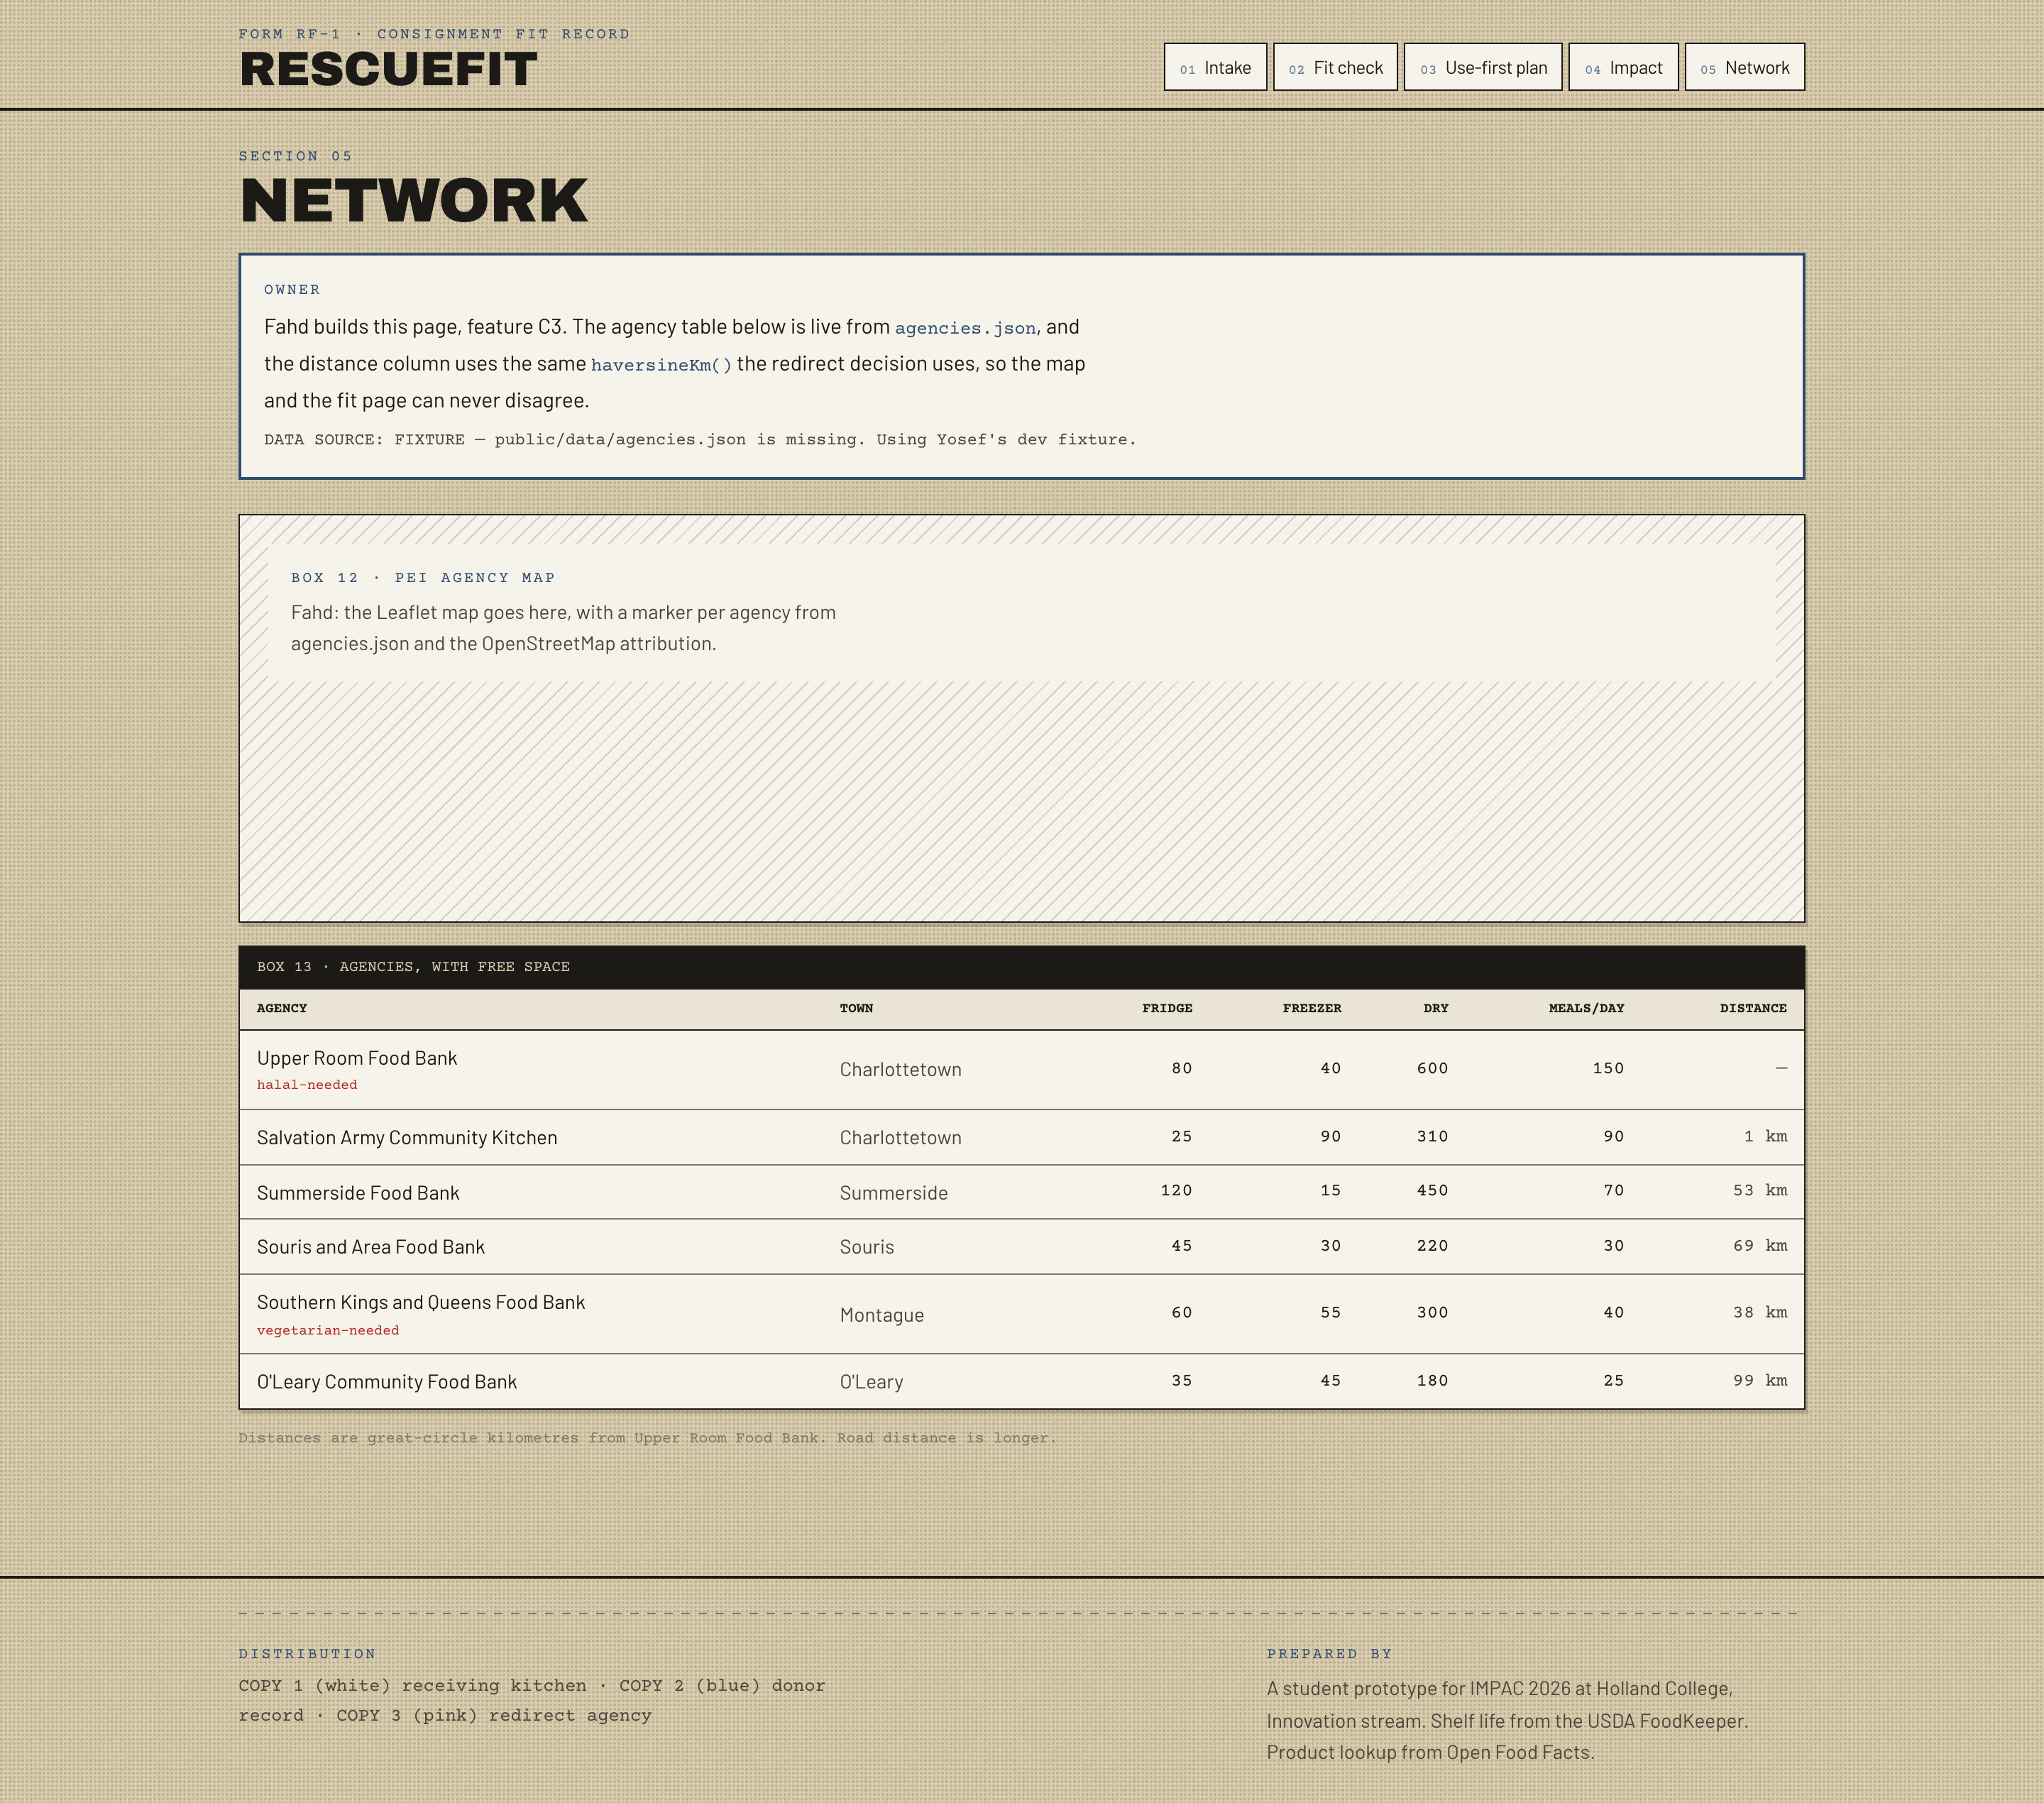 FORM RF-1 · CONSIGNMENT FIT RECORD
RESCUEFIT
01 Intake
02 Fit check
03 Use-first plan
04 Impact
05 Network
SECTION 05
NETWORK
OWNER
Fahd builds this page, feature C3. The agency table below is live from agencies.json, and
the distance column uses the same haversineKm() the redirect decision uses, so the map
and the fit page can never disagree.
DATA SOURCE: FIXTURE — public/data/agencies.json is missing. Using Yosef's dev fixture.
BOX 12 · PEI AGENCY MAP
Fahd: the Leaflet map goes here, with a marker per agency from
agencies.json and the OpenStreetMap attribution.
BOX 13 · AGENCIES, WITH FREE SPACE
AGENCY TOWN FRIDGE FREEZER DRY MEALS/DAY DISTANCE
Upper Room Food Bank Charlottetown 80 40 600 150 —
halal-needed
Salvation Army Community Kitchen Charlottetown 25 90 310 90 1 km
Summerside Food Bank Summerside 120 15 450 70 53 km
Souris and Area Food Bank Souris 45 30 220 30 69 km
Southern Kings and Queens Food Bank Montague 60 55 300 40 38 km
vegetarian-needed
O'Leary Community Food Bank O'Leary 35 45 180 25 99 km
Distances are great-circle kilometres from Upper Room Food Bank. Road distance is longer.
DISTRIBUTION
COPY 1 (white) receiving kitchen · COPY 2 (blue) donor
record · COPY 3 (pink) redirect agency
PREPARED BY
A student prototype for IMPAC 2026 at Holland College,
Innovation stream. Shelf life from the USDA FoodKeeper.
Product lookup from Open Food Facts.